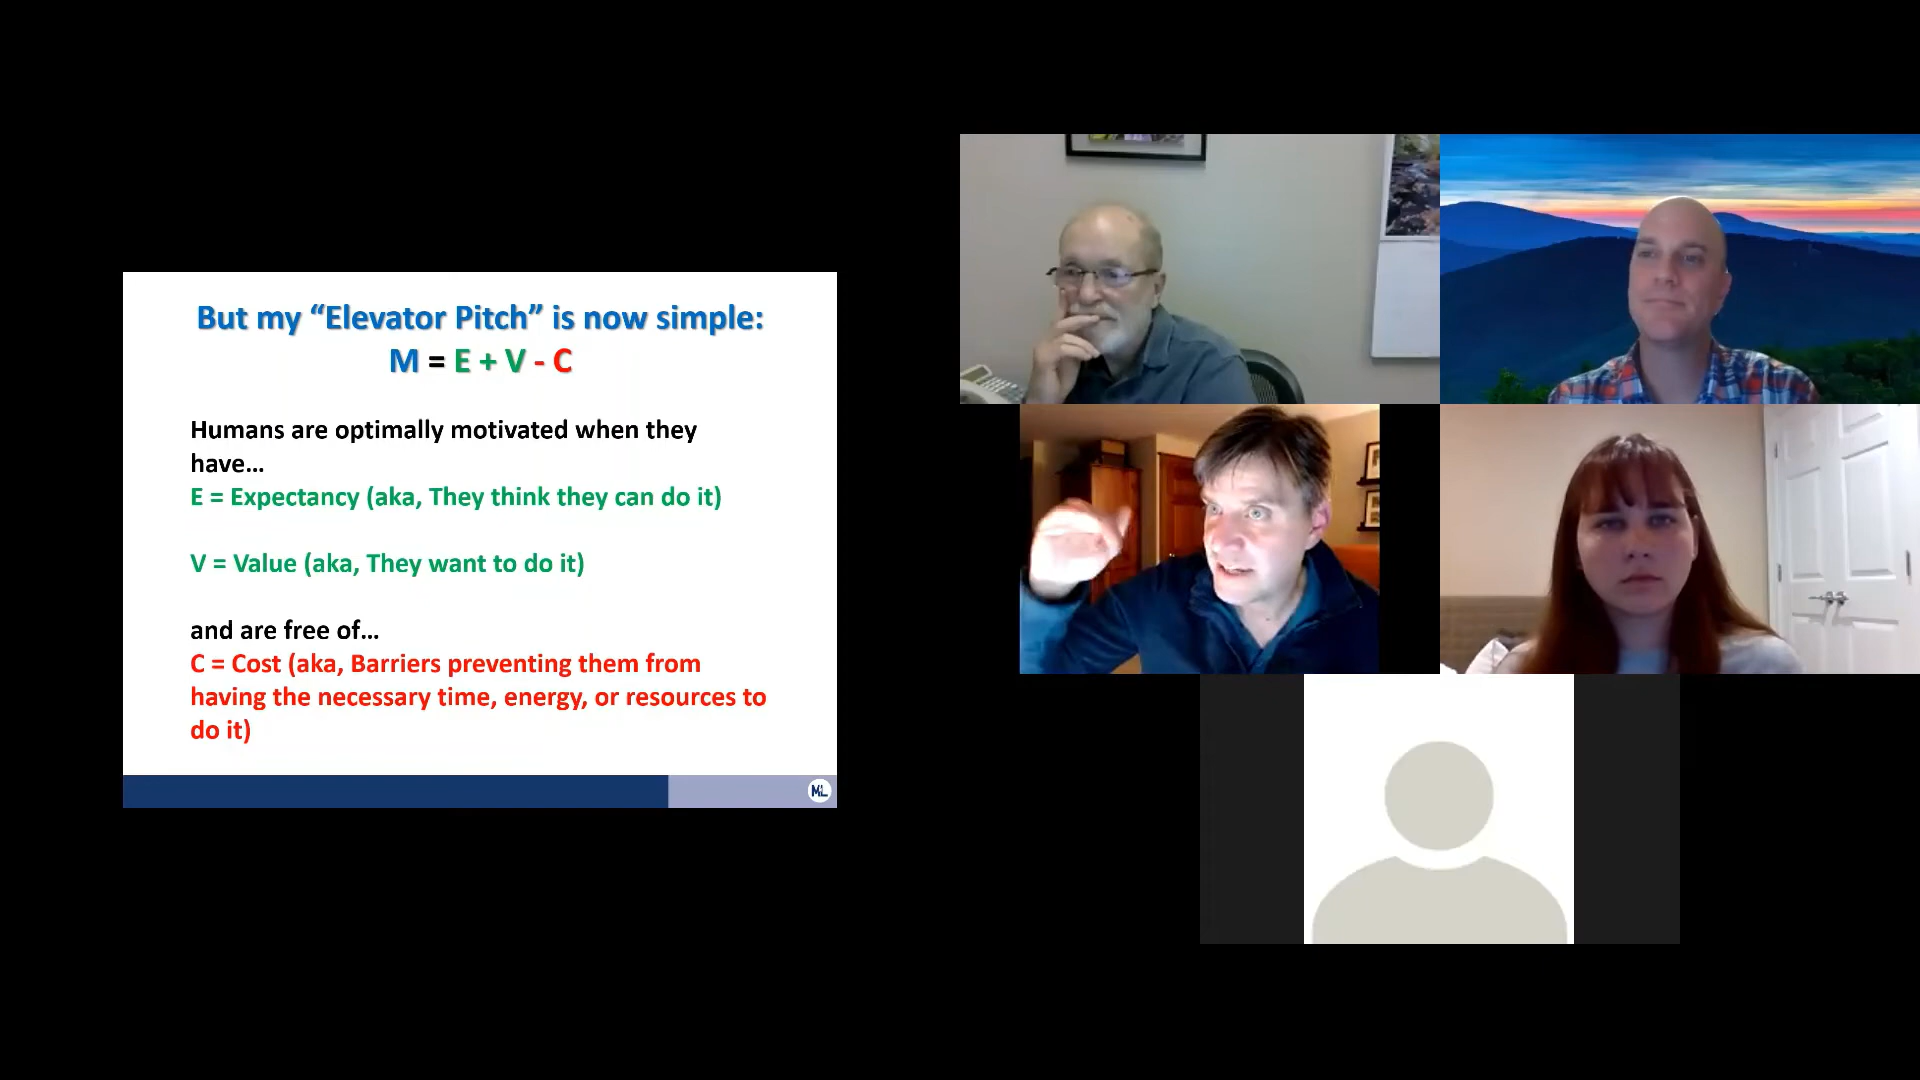 But my “Elevator Pitch” is now simple:
M = E + V - C
Humans are optimally motivated when they
have...
E = Expectancy (aka, They think they can do it)
V = Value (aka, They want to do it)
and are free of...
C = Cost (aka, Barriers preventing them from
having the necessary time, energy, or resources to
do it)
ML